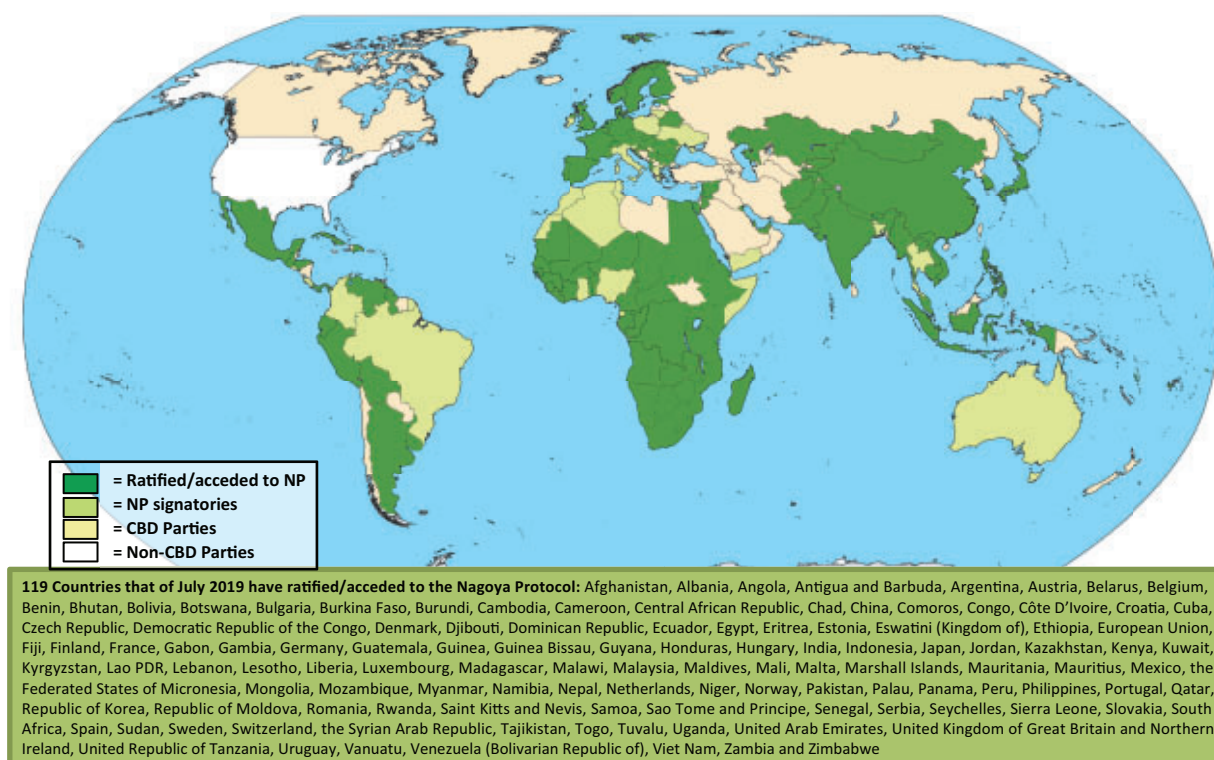 = Ratified/acceded to NP
= NP signatories
= CBD Parties
= Non-CBD Parties
119 Countries that of July 2019 have ratified/acceded to the Nagoya Protocol: Afghanistan, Albania, Angola, Antigua and Barbuda, Argentina, Austria, Belarus, Belgium,
Benin, Bhutan, Bolivia, Botswana, Bulgaria, Burkina Faso, Burundi, Cambodia, Cameroon, Central African Republic, Chad, China, Comoros, Congo, Côte D’Ivoire, Croatia, Cuba,
Czech Republic, Democratic Republic of the Congo, Denmark, Djibouti, Dominican Republic, Ecuador, Egypt, Eritrea, Estonia, Eswatini (Kingdom of), Ethiopia, European Union,
Fiji, Finland, France, Gabon, Gambia, Germany, Guatemala, Guinea, Guinea Bissau, Guyana, Honduras, Hungary, India, Indonesia, Japan, Jordan, Kazakhstan, Kenya, Kuwait,
Kyrgyzstan, Lao PDR, Lebanon, Lesotho, Liberia, Luxembourg, Madagascar, Malawi, Malaysia, Maldives, Mali, Malta, Marshall Islands, Mauritania, Mauritius, Mexico, the
Federated States of Micronesia, Mongolia, Mozambique, Myanmar, Namibia, Nepal, Netherlands, Niger, Norway, Pakistan, Palau, Panama, Peru, Philippines, Portugal, Qatar,
Republic of Korea, Republic of Moldova, Romania, Rwanda, Saint Kitts and Nevis, Samoa, Sao Tome and Principe, Senegal, Serbia, Seychelles, Sierra Leone, Slovakia, South
Africa, Spain, Sudan, Sweden, Switzerland, the Syrian Arab Republic, Tajikistan, Togo, Tuvalu, Uganda, United Arab Emirates, United Kingdom of Great Britain and Northern
Ireland, United Republic of Tanzania, Uruguay, Vanuatu, Venezuela (Bolivarian Republic of), Viet Nam, Zambia and Zimbabwe